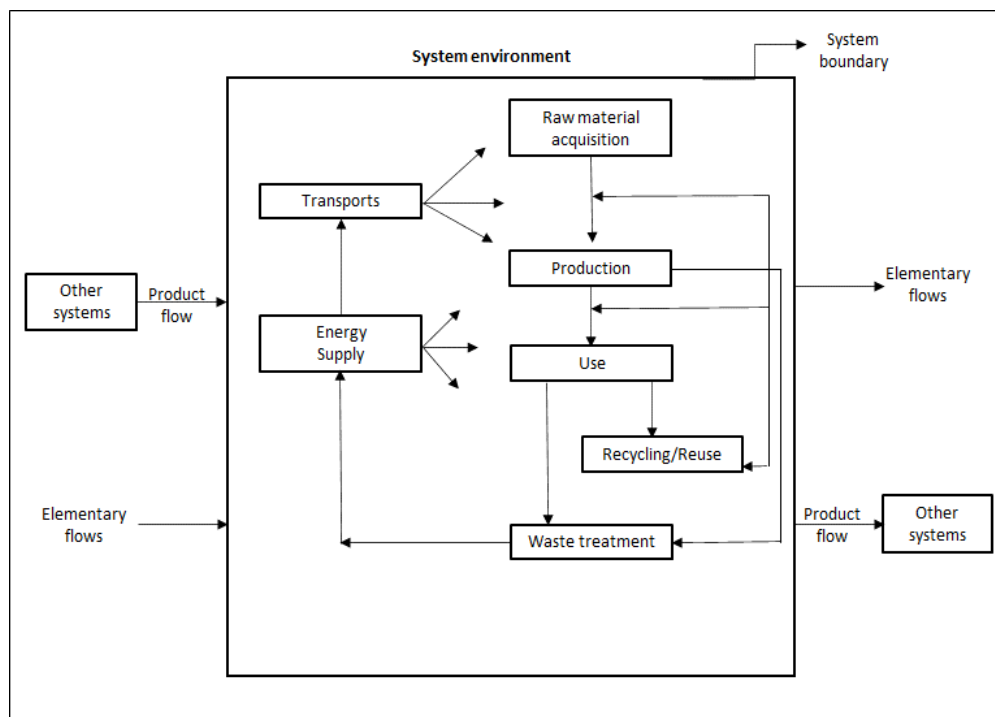 System environment
System
boundary
Raw material
acquisition
Transports
Production
Other
systems
Product
flow
Elementary
flows
Energy
Supply
Use
Recycling/Reuse
Elementary
flows
Waste treatment
Product
flow
Other
systems